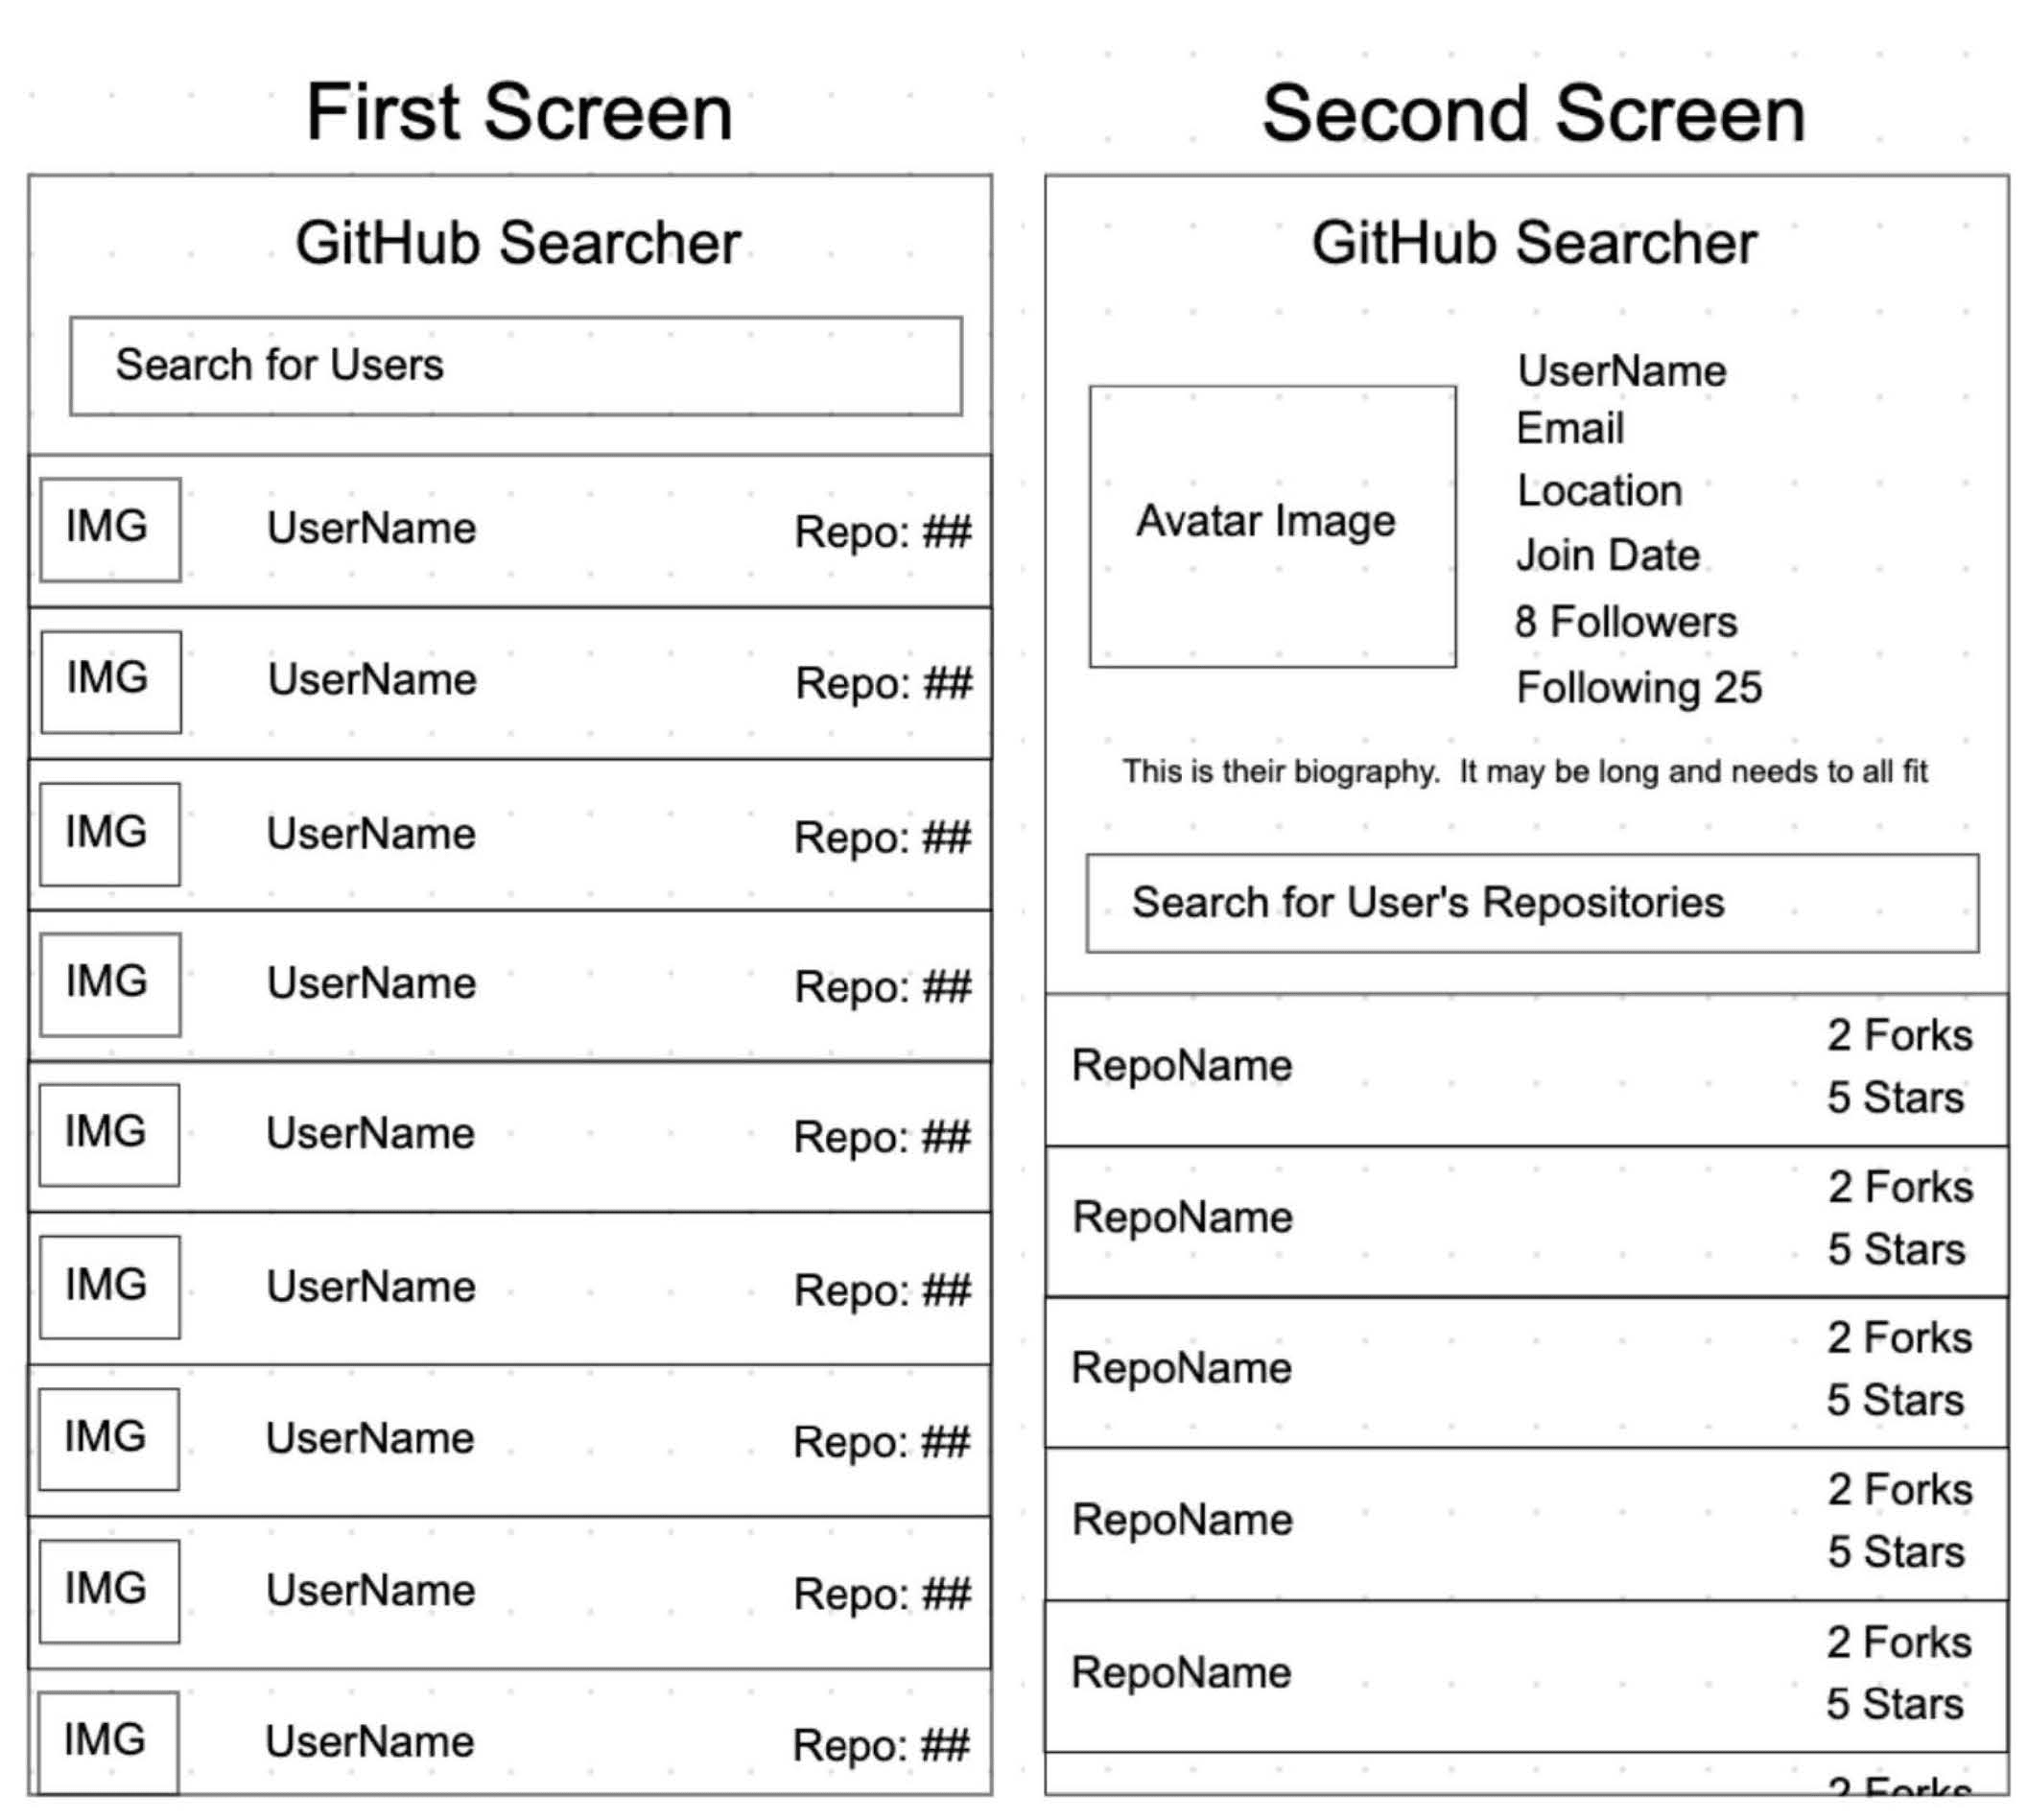 First Screen
GitHub Searcher
Search for Users
IMG UserName Repo: ##
IMG UserName Repo: ##
IMG UserName Repo: ##
IMG UserName Repo: ##
IMG UserName Repo: ##
IMG UserName Repo: ##
IMG UserName Repo: ##
IMG UserName Repo: ##
IMG UserName Repo: ##
Second Screen
GitHub Searcher
Avatar Image
UserName
Email
Location
Join Date
8 Followers
Following 25
This is their biography. It may be long and needs to all fit
Search for User's Repositories
RepoName
2 Forks
5 Stars
RepoName
2 Forks
5 Stars
RepoName
2 Forks
5 Stars
RepoName
2 Forks
5 Stars
RepoName
2 Forks
5 Stars
2 Forks